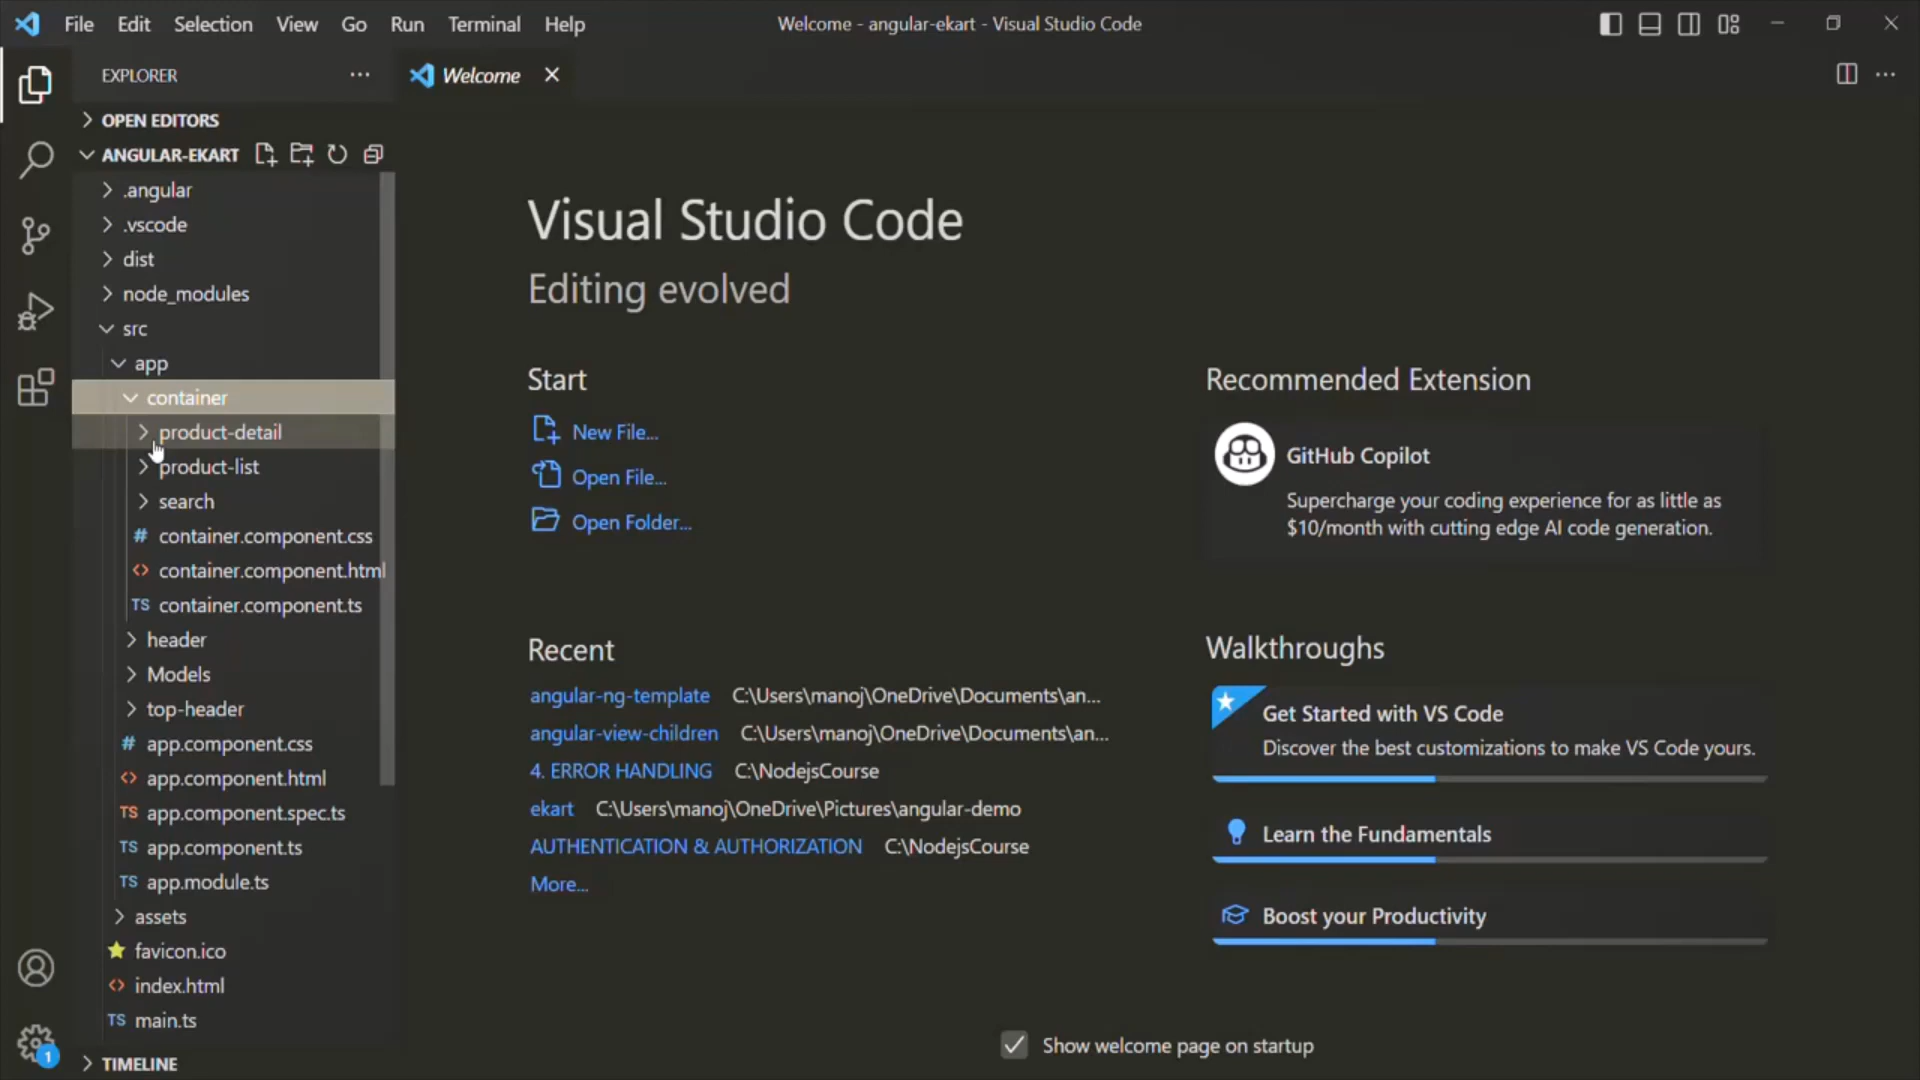 File Edit Selection View Go Run Terminal Help
Welcome - angular-ekart - Visual Studio Code
EXPLORER
Welcome
OPEN EDITORS
ANGULAR-EKART
.angular
.vscode
dist
node_modules
src
app
container
product-detail
product-list
search
# container.component.css
<> container.component.html
TS container.component.ts
header
Models
top-header
# app.component.css
<> app.component.html
TS app.component.spec.ts
TS app.component.ts
TS app.module.ts
assets
favicon.ico
<> index.html
TS main.ts
1
TIMELINE
Visual Studio Code
Editing evolved
Start
New File...
Open File...
Open Folder...
Recent
angular-ng-template C:\Users\manoj\OneDrive\Documents\an...
angular-view-children C:\Users\manoj\OneDrive\Documents\an...
4. ERROR HANDLING C:\NodejsCourse
ekart C:\Users\manoj\OneDrive\Pictures\angular-demo
AUTHENTICATION & AUTHORIZATION C:\NodejsCourse
More...
Recommended Extension
GitHub Copilot
Supercharge your coding experience for as little as
$10/month with cutting edge AI code generation.
Walkthroughs
Get Started with VS Code
Discover the best customizations to make VS Code yours.
Learn the Fundamentals
Boost your Productivity
Show welcome page on startup